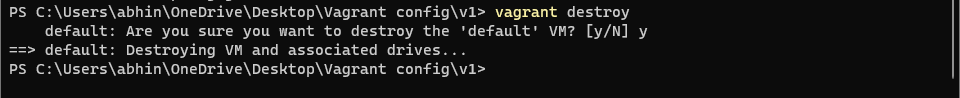 PS C:\Users\abhin\OneDrive\Desktop\Vagrant config\v1> vagrant destroy
    default: Are you sure you want to destroy the 'default' VM? [y/N] y
==> default: Destroying VM and associated drives...
PS C:\Users\abhin\OneDrive\Desktop\Vagrant config\v1>